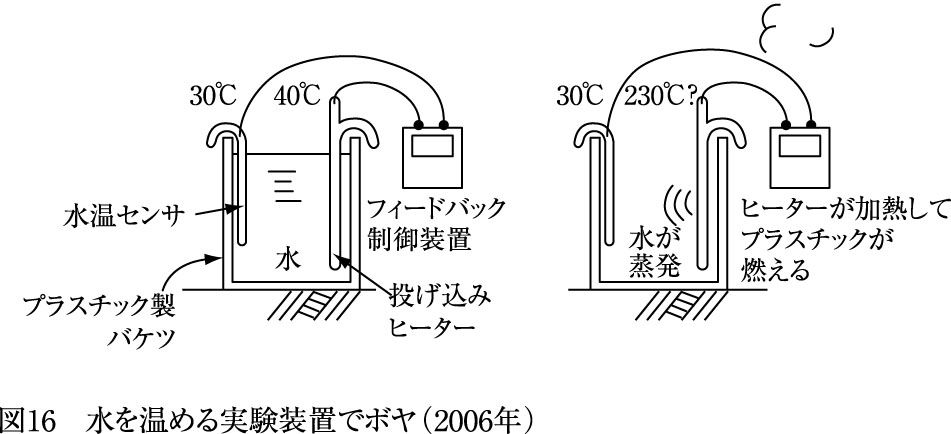 30℃
40℃
水温センサ
水
プラスチック製
バケツ
フィードバック
制御装置
投げ込み
ヒーター
30℃
230℃?
水が
蒸発
ヒーターが加熱して
プラスチックが
燃える
図16 水を温める実験装置でボヤ(2006年)